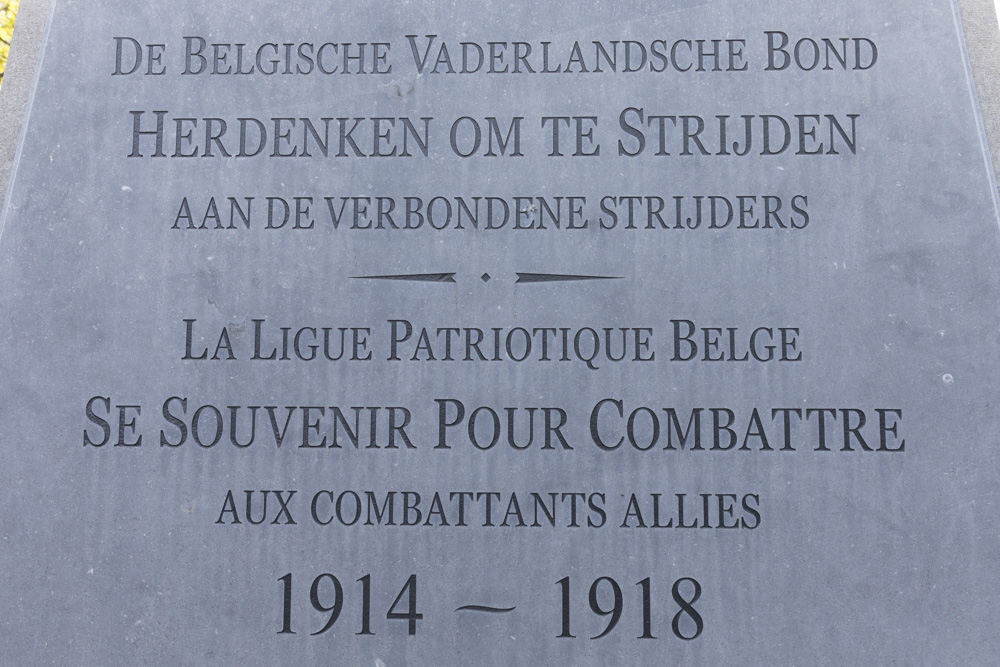 De Belgische Vaderlandsche Bond
Herdenken om te Strijden
aan de verbondene strijders
La Ligue Patriotique Belge
Se Souvenir Pour Combattre
aux combattants allies
1914 – 1918